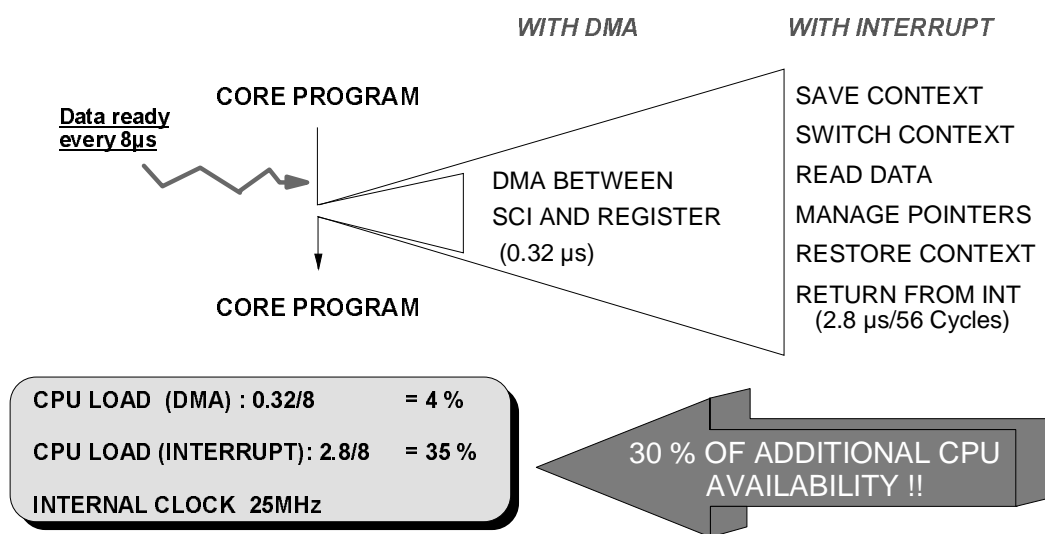 WITH DMA
WITH INTERRUPT
CORE PROGRAM
Data ready
every 8µs
DMA BETWEEN
SCI AND REGISTER
(0.32 µs)
SAVE CONTEXT
SWITCH CONTEXT
READ DATA
MANAGE POINTERS
RESTORE CONTEXT
RETURN FROM INT
(2.8 µs/56 Cycles)
CORE PROGRAM
CPU LOAD (DMA) : 0.32/8 = 4 %
CPU LOAD (INTERRUPT): 2.8/8 = 35 %
INTERNAL CLOCK 25MHz
30 % OF ADDITIONAL CPU
AVAILABILITY !!